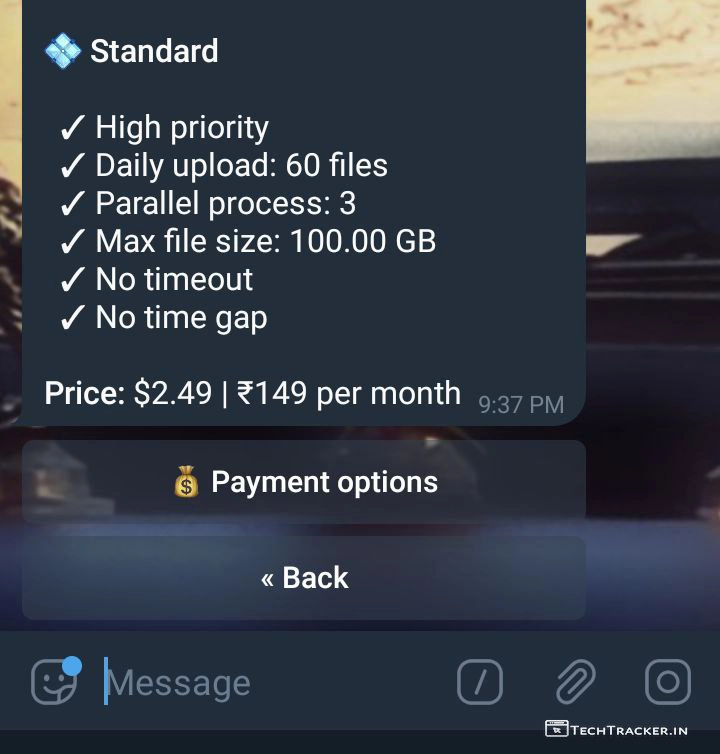 💠 Standard
✓ High priority
✓ Daily upload: 60 files
✓ Parallel process: 3
✓ Max file size: 100.00 GB
✓ No timeout
✓ No time gap
Price: $2.49 | ₹149 per month 9:37 PM
💰 Payment options
« Back
Message
TECHTRACKER.IN